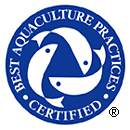 BEST AQUACULTURE PRACTICES
• CERTIFIED •
®